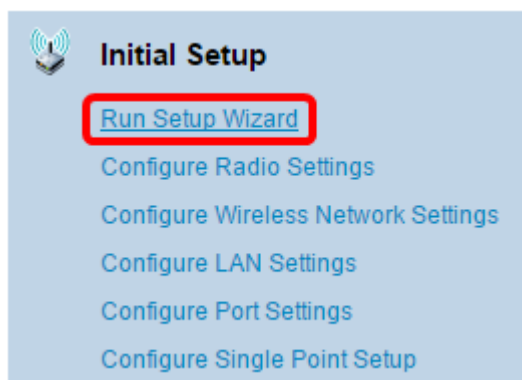 Initial Setup
Run Setup Wizard
Configure Radio Settings
Configure Wireless Network Settings
Configure LAN Settings
Configure Port Settings
Configure Single Point Setup